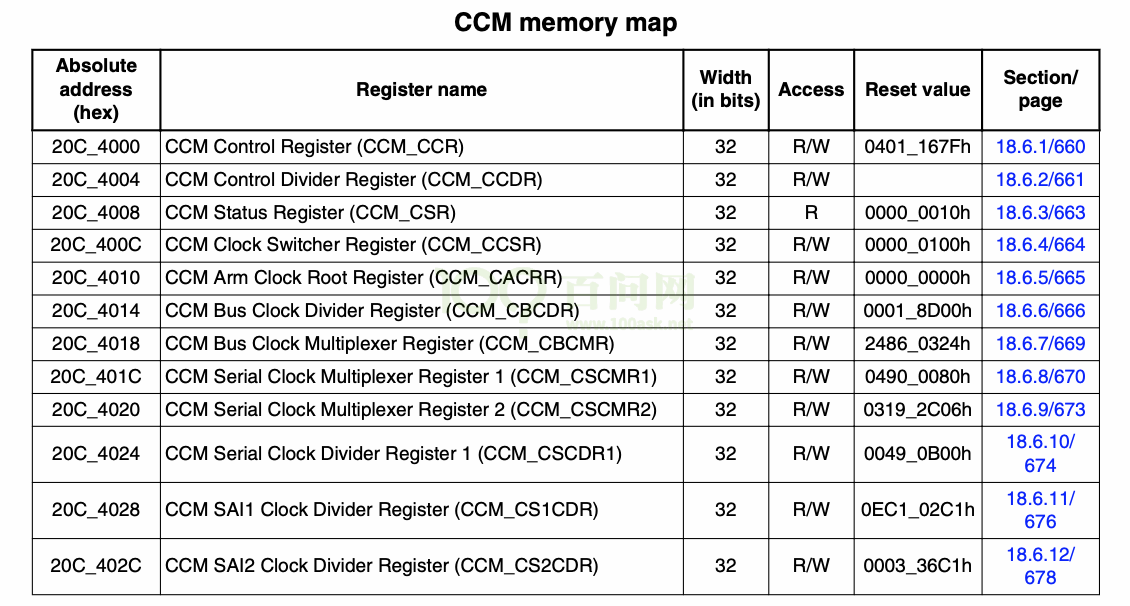 CCM memory map
Absolute address (hex) Register name Width (in bits) Access Reset value Section/ page
20C_4000 CCM Control Register (CCM_CCR) 32 R/W 0401_167Fh 18.6.1/660
20C_4004 CCM Control Divider Register (CCM_CCDR) 32 R/W 18.6.2/661
20C_4008 CCM Status Register (CCM_CSR) 32 R 0000_0010h 18.6.3/663
20C_400C CCM Clock Switcher Register (CCM_CCSR) 32 R/W 0000_0100h 18.6.4/664
20C_4010 CCM Arm Clock Root Register (CCM_CACRR) 32 R/W 0000_0000h 18.6.5/665
20C_4014 CCM Bus Clock Divider Register (CCM_CBCDR) 32 R/W 0001_8D00h 18.6.6/666
20C_4018 CCM Bus Clock Multiplexer Register (CCM_CBCMR) 32 R/W 2486_0324h 18.6.7/669
20C_401C CCM Serial Clock Multiplexer Register 1 (CCM_CSCMR1) 32 R/W 0490_0080h 18.6.8/670
20C_4020 CCM Serial Clock Multiplexer Register 2 (CCM_CSCMR2) 32 R/W 0319_2C06h 18.6.9/673
20C_4024 CCM Serial Clock Divider Register 1 (CCM_CSCDR1) 32 R/W 0049_0B00h 18.6.10/ 674
20C_4028 CCM SAI1 Clock Divider Register (CCM_CS1CDR) 32 R/W 0EC1_02C1h 18.6.11/ 676
20C_402C CCM SAI2 Clock Divider Register (CCM_CS2CDR) 32 R/W 0003_36C1h 18.6.12/ 678
百问网
www.100ask.net